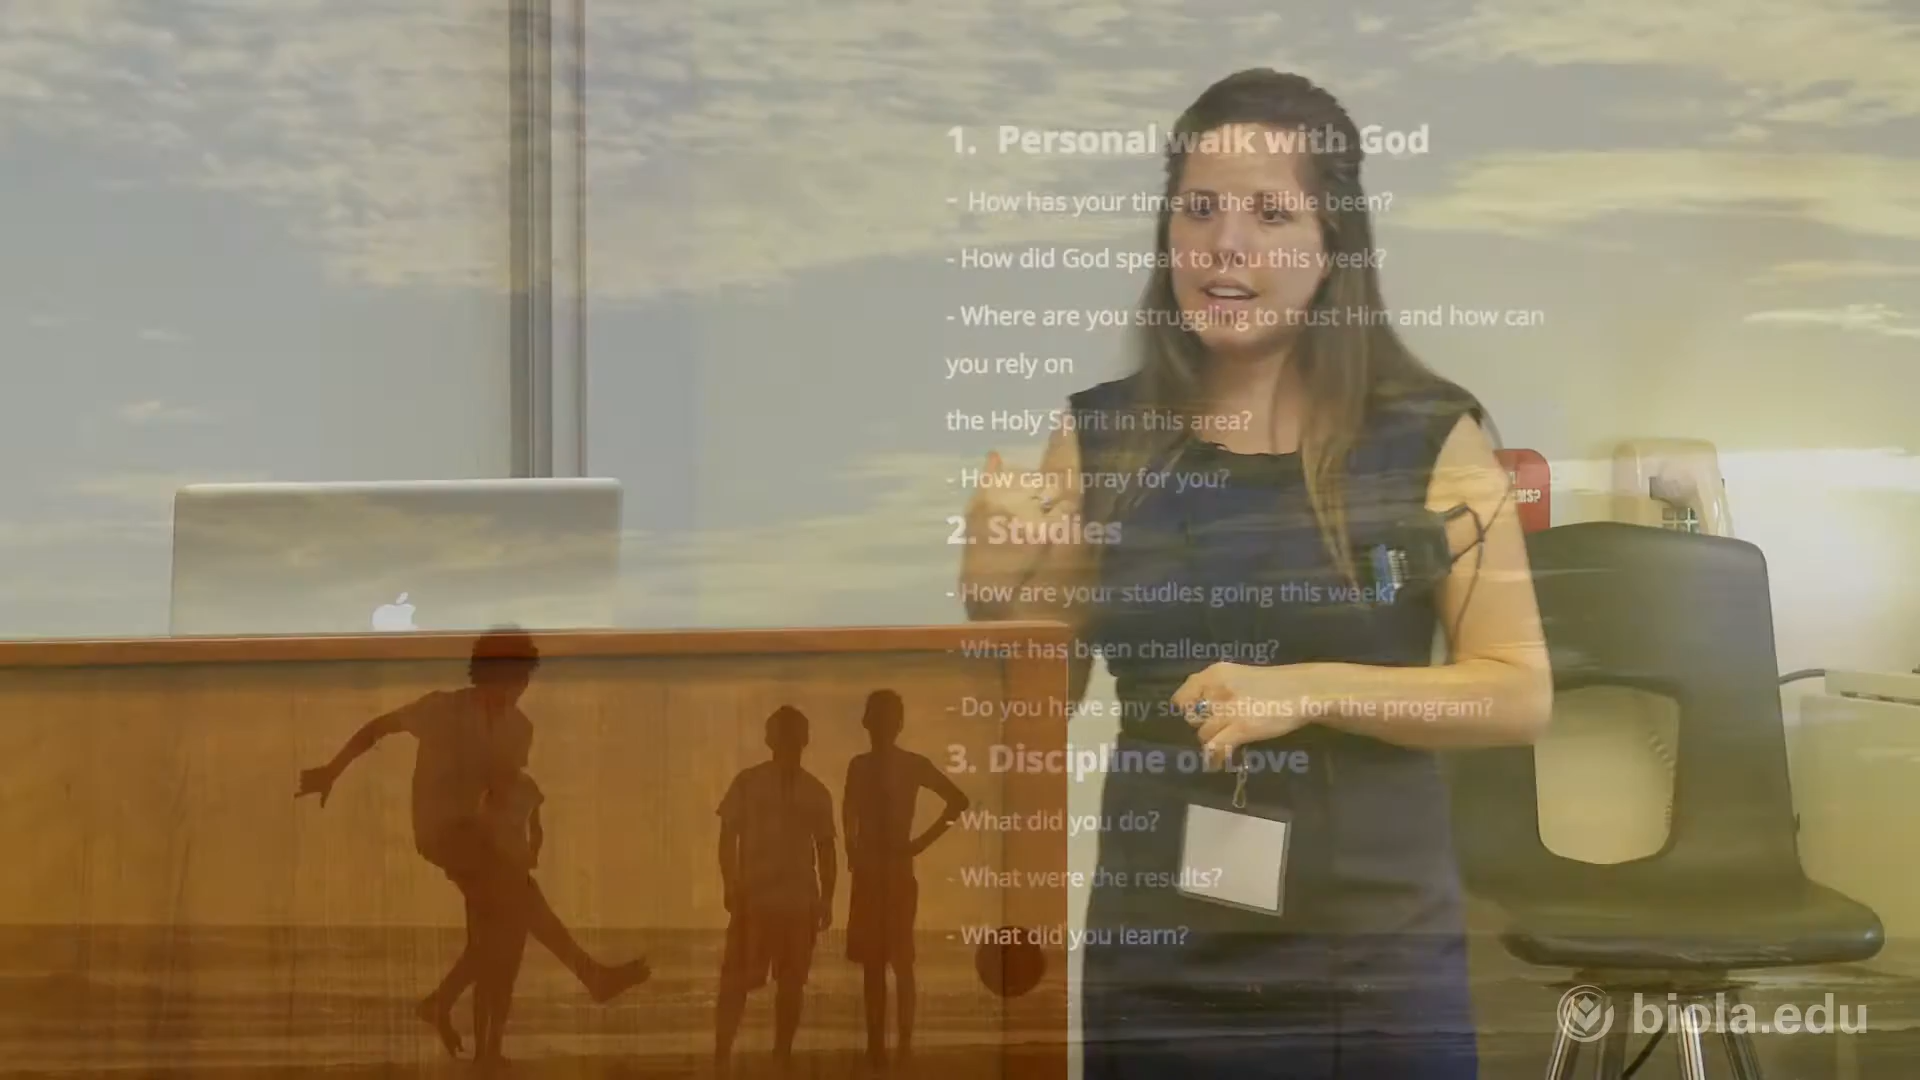 1. Personal walk with God
- How has your time in the Bible been?
- How did God speak to you this week?
- Where are you struggling to trust Him and how can
you rely on
the Holy Spirit in this area?
- How can I pray for you?
2. Studies
- How are your studies going this week?
- What has been challenging?
- Do you have any suggestions for the program?
3. Discipline of Love
- What did you do?
- What were the results?
- What did you learn?
biola.edu